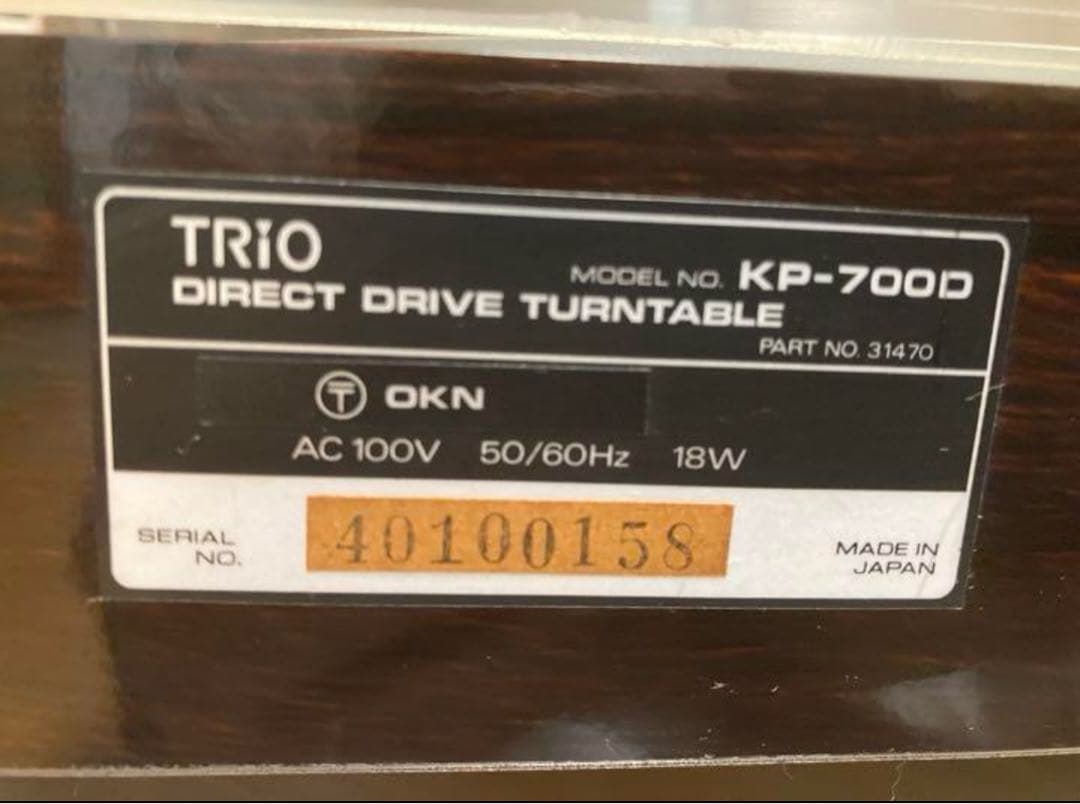 TRIO
MODEL NO. KP-700D
DIRECT DRIVE TURNTABLE
PART NO. 31470
〒 OKN
AC 100V 50/60Hz 18W
SERIAL NO. 40100158
MADE IN JAPAN